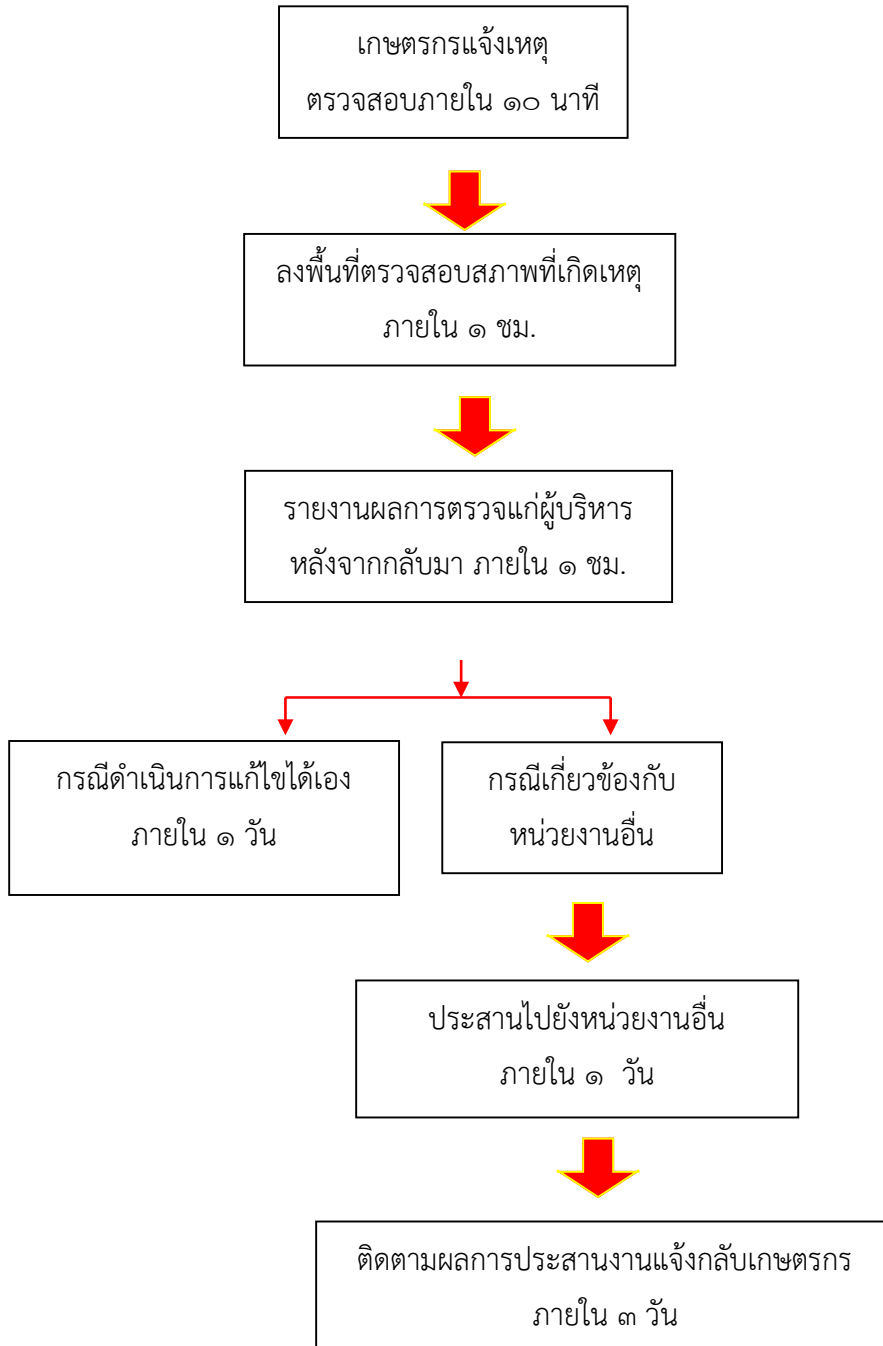 เกษตรกรแจ้งเหตุ
ตรวจสอบภายใน ๑๐ นาที
ลงพื้นที่ตรวจสอบสภาพที่เกิดเหตุ
ภายใน ๑ ชม.
รายงานผลการตรวจแก่ผู้บริหาร
หลังจากกลับมา ภายใน ๑ ชม.
กรณีดำเนินการแก้ไขได้เอง
ภายใน ๑ วัน
กรณีเกี่ยวข้องกับ
หน่วยงานอื่น
ประสานไปยังหน่วยงานอื่น
ภายใน ๑ วัน
ติดตามผลการประสานงานแจ้งกลับเกษตรกร
ภายใน ๓ วัน